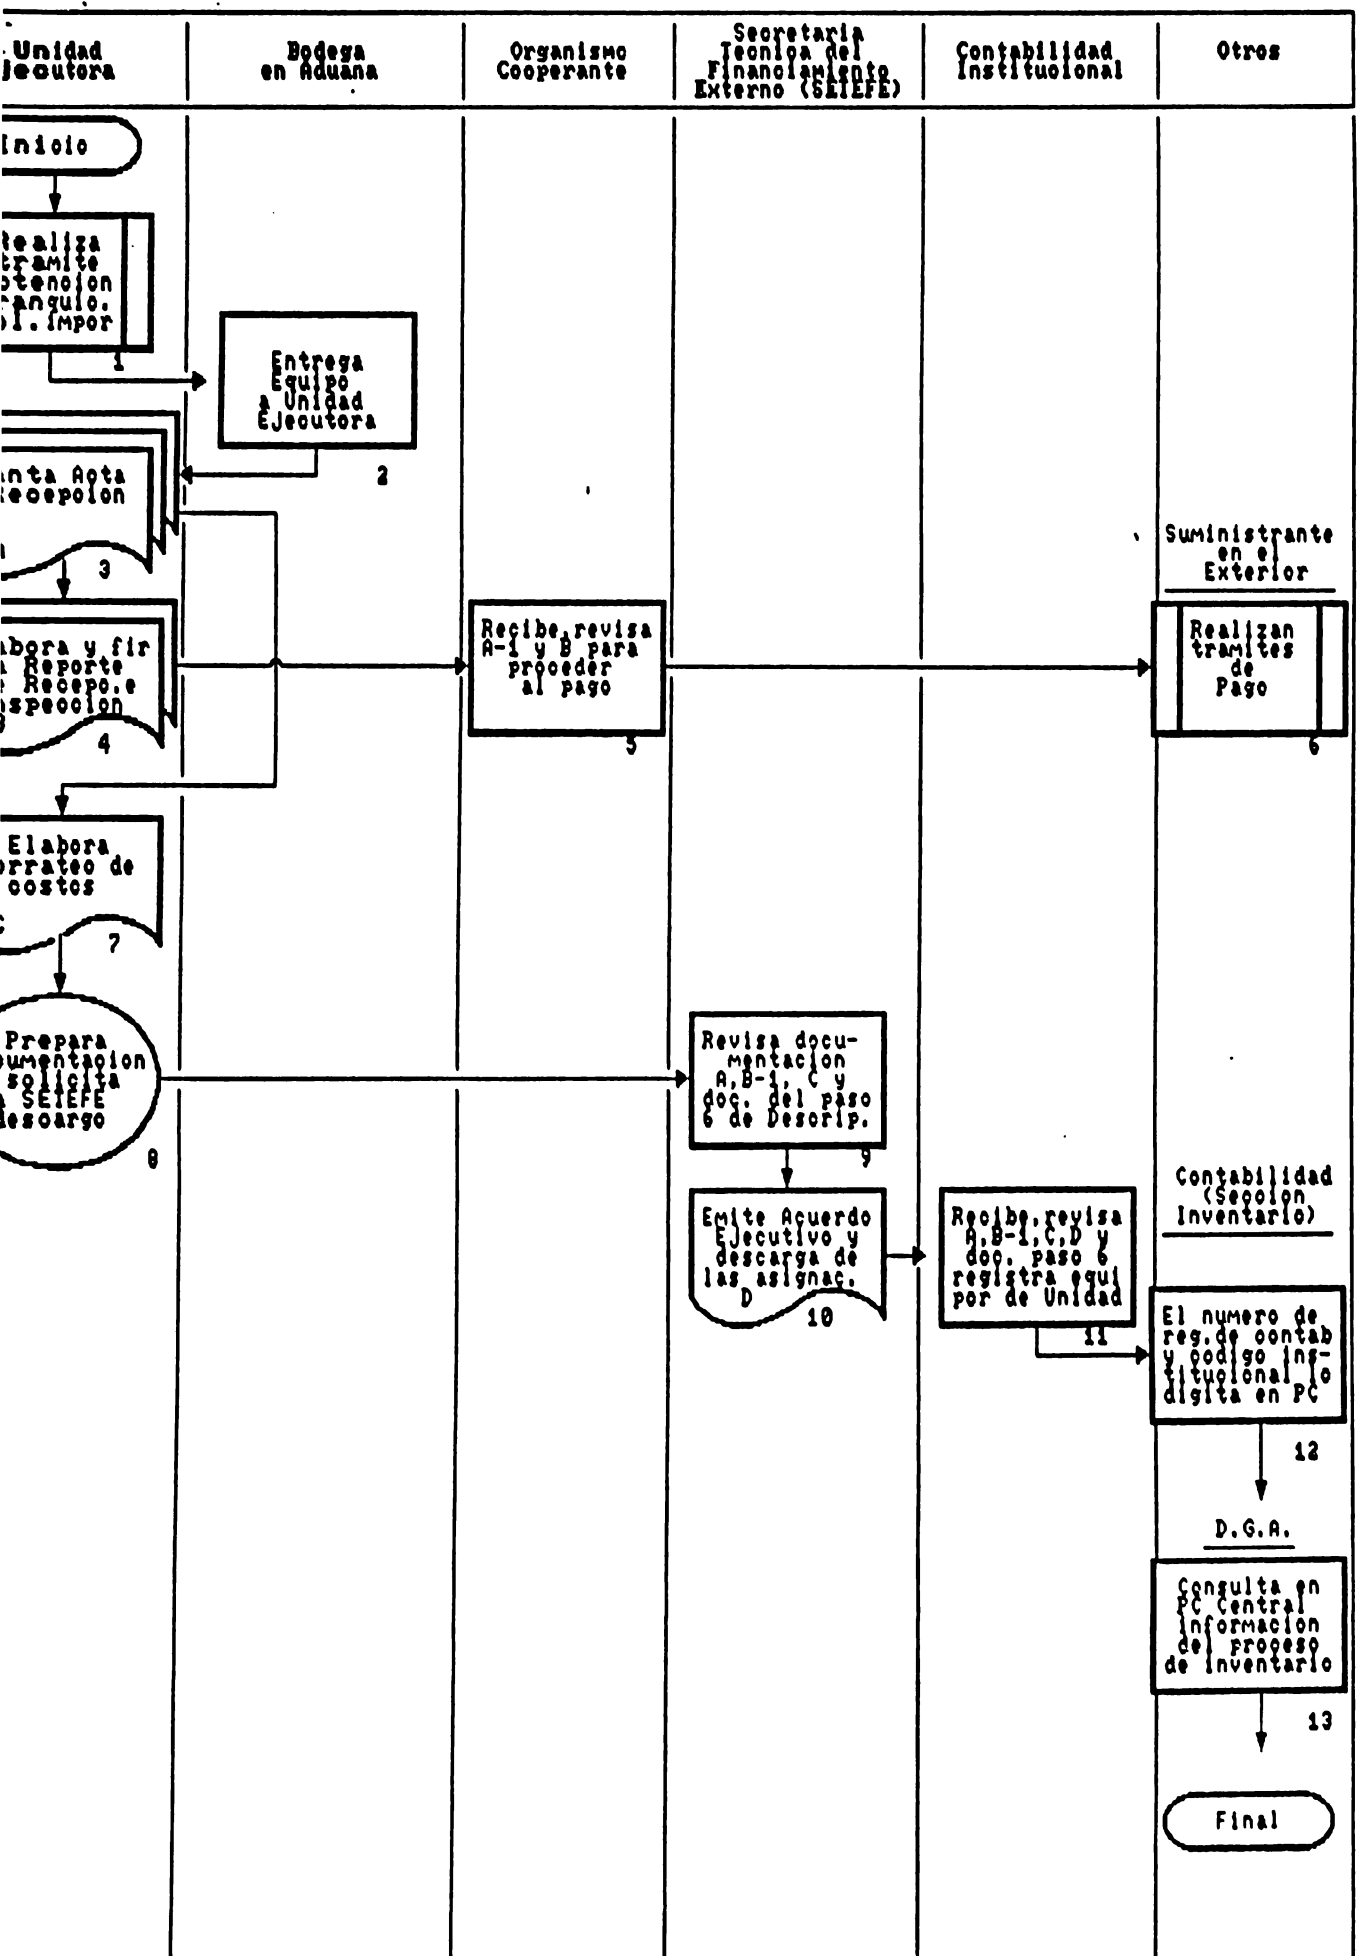 Unidad
jecutora
Bodega
en Aduana
Organismo
Cooperante
Secretaria
Tecnica del
Financiamiento
Externo (SETEFE)
Contabilidad
Institucional
Otros
Inicio
Realiza
tramite
otencion
ranquic.
ol. impor
1
Entrega
Equipo
a Unidad
Ejecutora
2
anta Acta
Recepcion
3
abora y fir
a Reporte
e Recepc.e
nspeccion
4
Recibe,revisa
A-1 y B para
proceder
al pago
5
Suministrante
en el
Exterior
Realizan
tramites
de
Pago
6
Elabora
orrateo de
costos
C
7
Prepara
cumentacion
solicita
a SETEFE
descargo
8
Revisa docu-
mentacion
A,B-1, C y
doc. del paso
6 de Descrip.
9
Emite Acuerdo
Ejecutivo y
descarga de
las asignac.
D
10
Recibe,revisa
A,B-1,C,D y
doc. paso 6
registra equi
por de Unidad
11
Contabilidad
(Seccion
Inventario)
El numero de
reg.de contab
y codigo ins-
titucional lo
digita en PC
12
D.G.A.
Consulta en
PC Central
informacion
del proceso
de inventario
13
Final